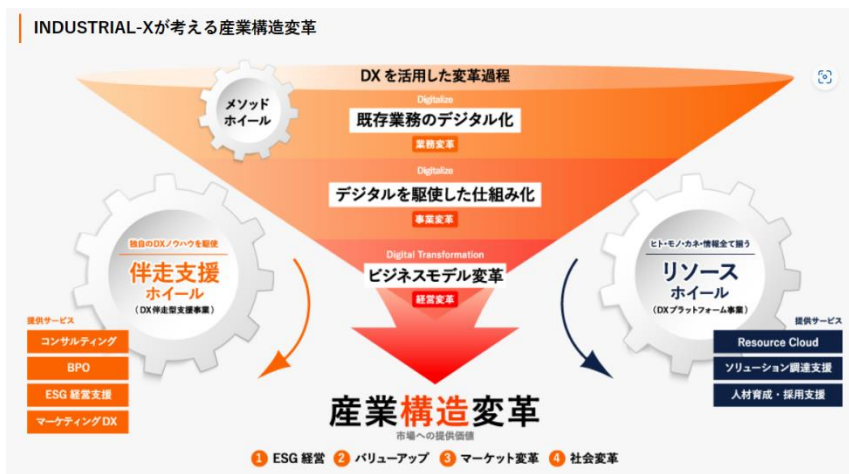 INDUSTRIAL-Xが考える産業構造変革
DXを活用した変革過程
メソッド
ホイール
Digitalize
既存業務のデジタル化
業務変革
Digitalize
デジタルを駆使した仕組み化
事業変革
Digital Transformation
ビジネスモデル変革
経営変革
独自のDXノウハウを駆使
伴走支援
ホイール
(DX伴走型支援事業)
提供サービス
コンサルティング
BPO
ESG 経営支援
マーケティングDX
ヒト・モノ・カネ・情報全て揃う
リソース
ホイール
(DXプラットフォーム事業)
提供サービス
Resource Cloud
ソリューション調達支援
人材育成・採用支援
産業構造変革
市場への提供価値
1 ESG 経営 2 バリューアップ 3 マーケット変革 4 社会変革